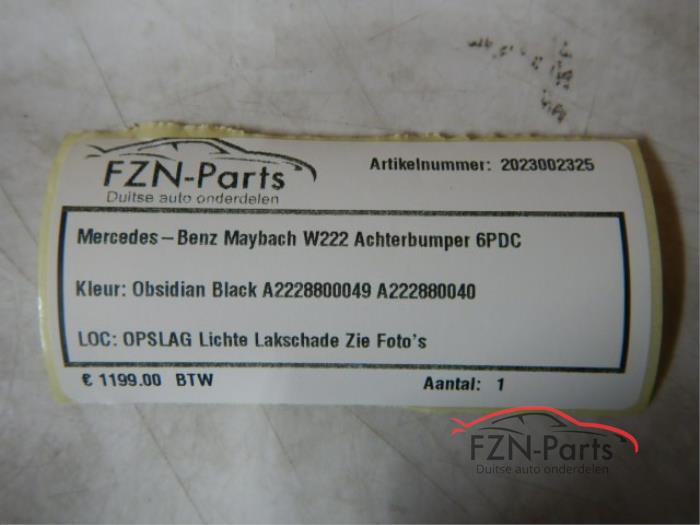 FZN-Parts
Duitse auto onderdelen
Artikelnummer: 2023002325
Mercedes-Benz Maybach W222 Achterbumper 6PDC
Kleur: Obsidian Black A2228800049 A222880040
LOC: OPSLAG Lichte Lakschade Zie Foto's
€ 1199.00 BTW
Aantal: 1
FZN-Parts
Duitse auto onderdelen